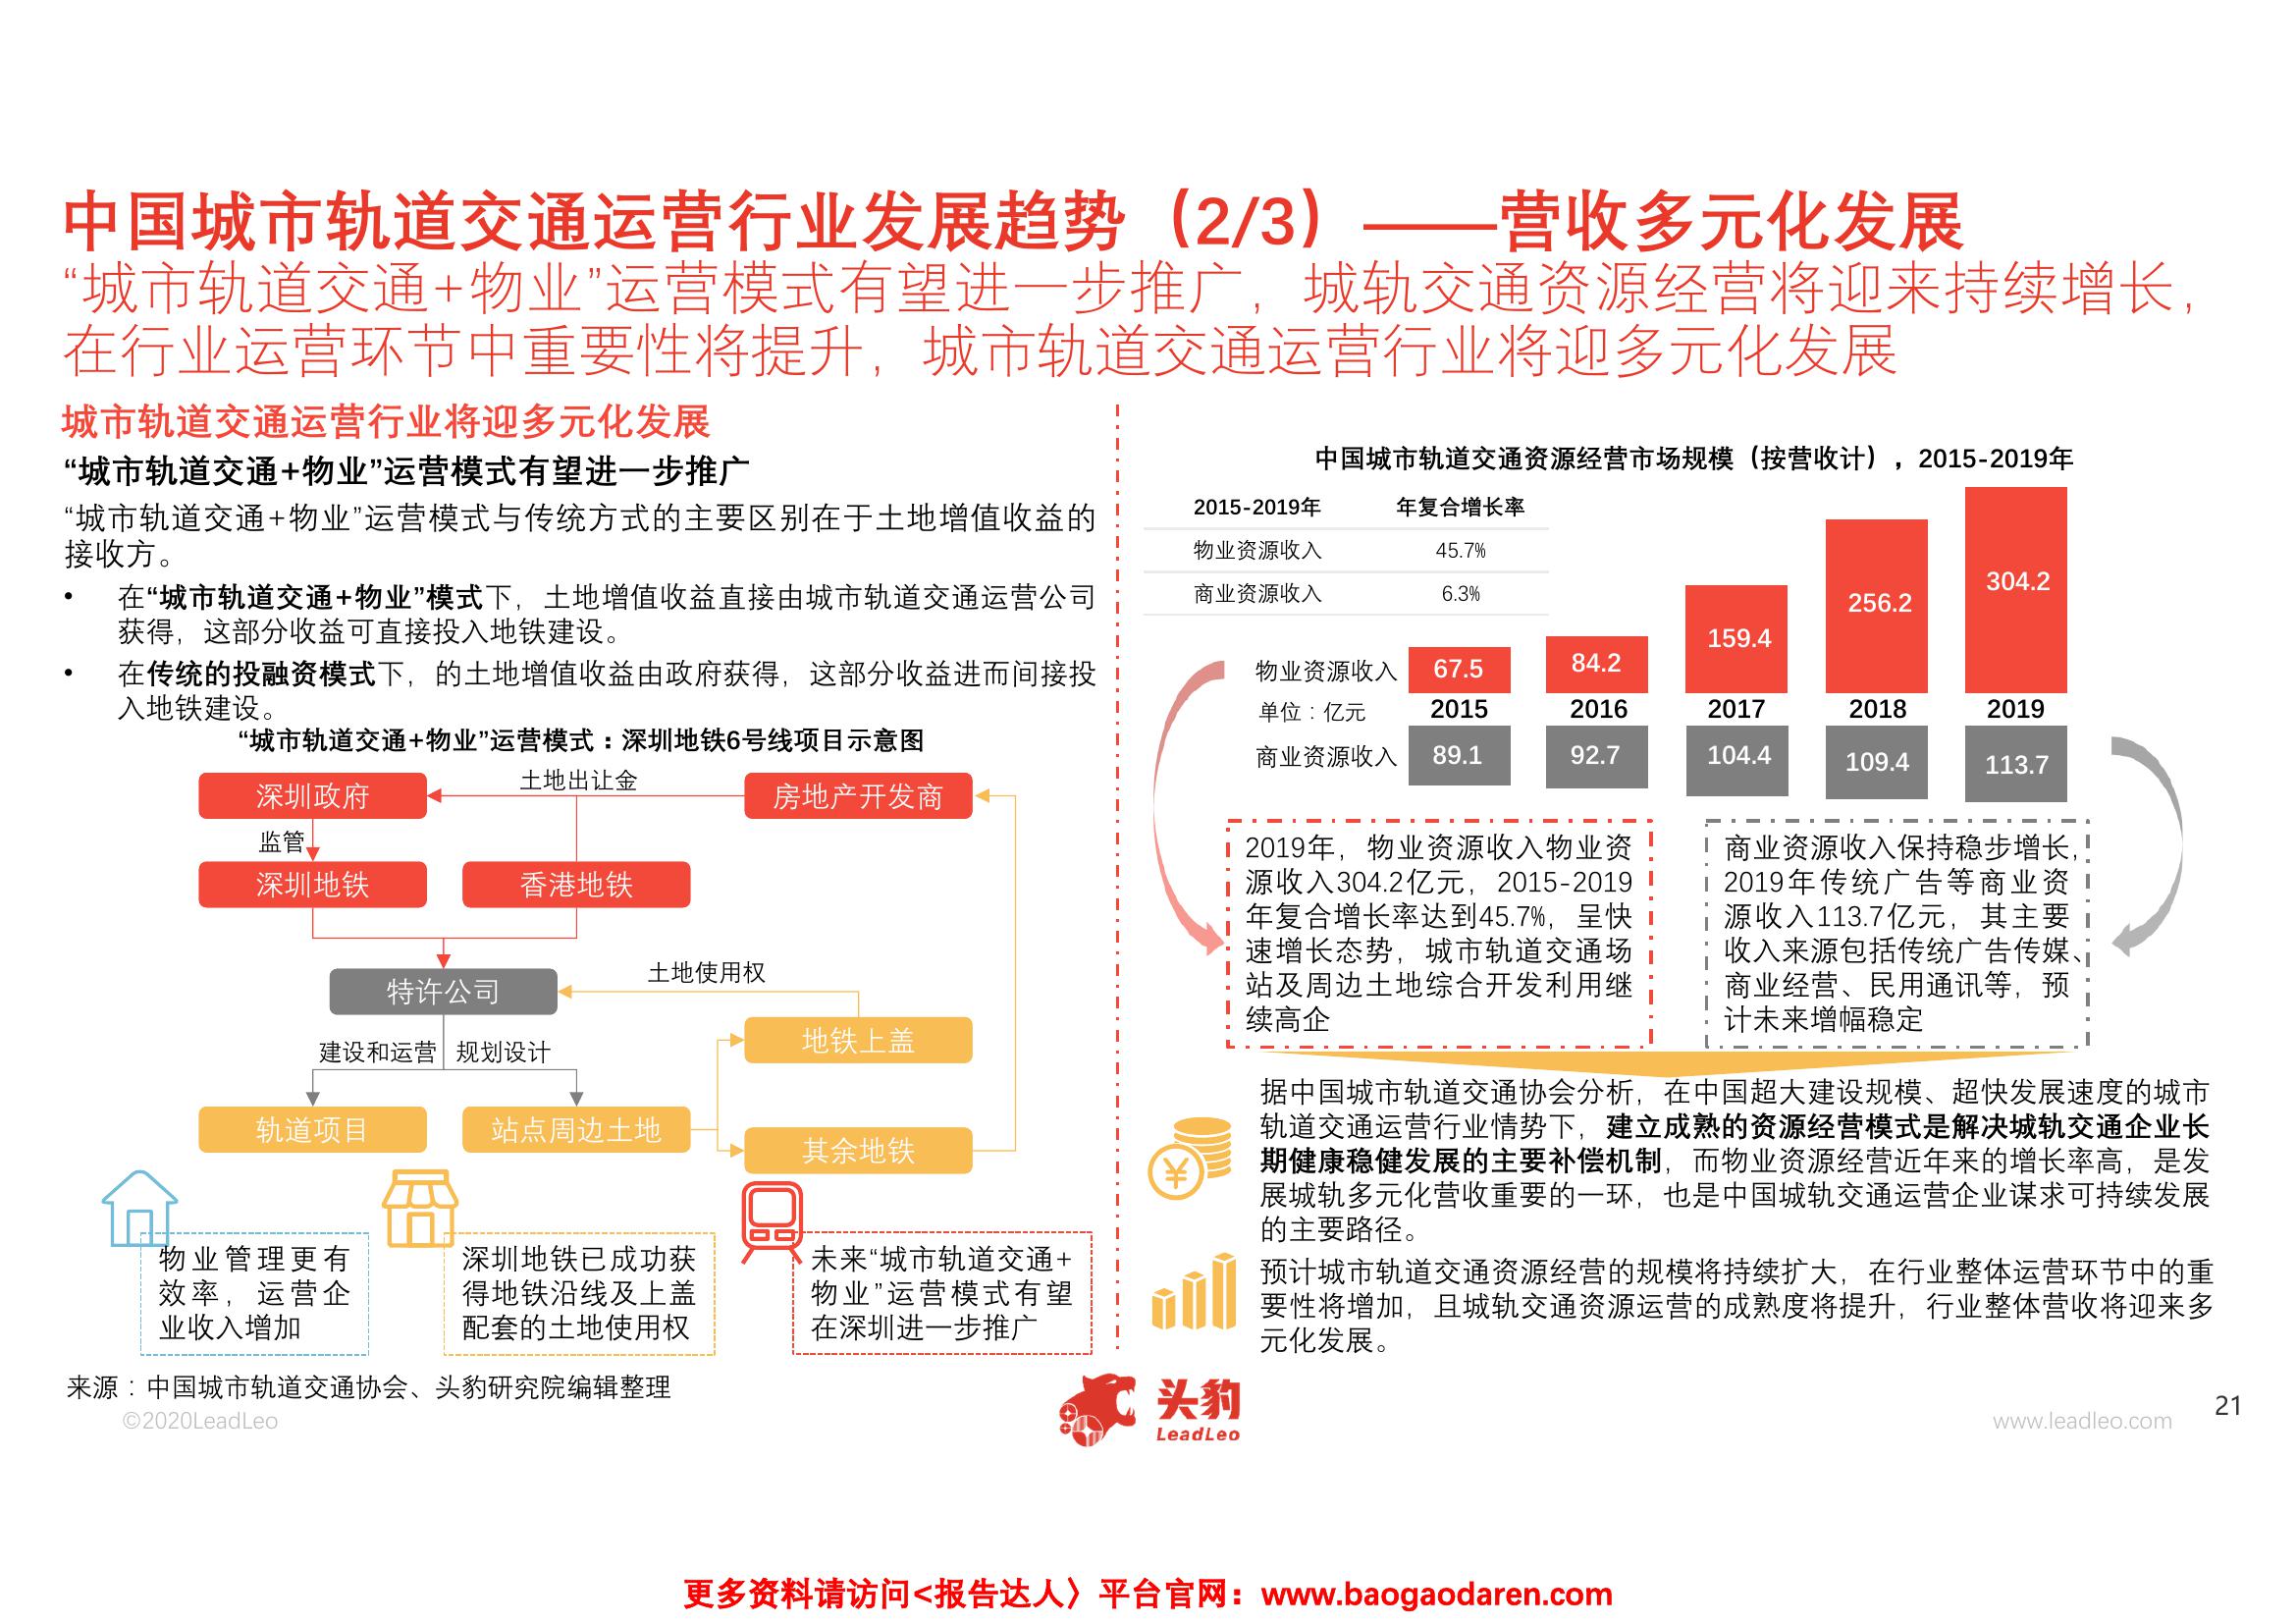 中国城市轨道交通运营行业发展趋势（2/3）——营收多元化发展
“城市轨道交通+物业”运营模式有望进一步推广，城轨交通资源经营将迎来持续增长，
在行业运营环节中重要性将提升，城市轨道交通运营行业将迎多元化发展
城市轨道交通运营行业将迎多元化发展
“城市轨道交通+物业”运营模式有望进一步推广
“城市轨道交通+物业”运营模式与传统方式的主要区别在于土地增值收益的
接收方。
• 在“城市轨道交通+物业”模式下，土地增值收益直接由城市轨道交通运营公司
获得，这部分收益可直接投入地铁建设。
• 在传统的投融资模式下，的土地增值收益由政府获得，这部分收益进而间接投
入地铁建设。
“城市轨道交通+物业”运营模式：深圳地铁6号线项目示意图
深圳政府
土地出让金
房地产开发商
监管
深圳地铁
香港地铁
特许公司
土地使用权
地铁上盖
建设和运营
规划设计
轨道项目
站点周边土地
其余地铁
物业管理更有
效率，运营企
业收入增加
深圳地铁已成功获
得地铁沿线及上盖
配套的土地使用权
未来“城市轨道交通+
物业”运营模式有望
在深圳进一步推广
中国城市轨道交通资源经营市场规模（按营收计），2015-2019年
2015-2019年 年复合增长率
物业资源收入 45.7%
商业资源收入 6.3%
物业资源收入 67.5 84.2 159.4 256.2 304.2
单位：亿元 2015 2016 2017 2018 2019
商业资源收入 89.1 92.7 104.4 109.4 113.7
2019年，物业资源收入物业资
源收入304.2亿元，2015-2019
年复合增长率达到45.7%，呈快
速增长态势，城市轨道交通场
站及周边土地综合开发利用继
续高企
商业资源收入保持稳步增长，
2019年传统广告等商业资
源收入113.7亿元，其主要
收入来源包括传统广告传媒、
商业经营、民用通讯等，预
计未来增幅稳定
据中国城市轨道交通协会分析，在中国超大建设规模、超快发展速度的城市
轨道交通运营行业情势下，建立成熟的资源经营模式是解决城轨交通企业长
期健康稳健发展的主要补偿机制，而物业资源经营近年来的增长率高，是发
展城轨多元化营收重要的一环，也是中国城轨交通运营企业谋求可持续发展
的主要路径。
预计城市轨道交通资源经营的规模将持续扩大，在行业整体运营环节中的重
要性将增加，且城轨交通资源运营的成熟度将提升，行业整体营收将迎来多
元化发展。
来源：中国城市轨道交通协会、头豹研究院编辑整理
©2020LeadLeo
头豹
LeadLeo
www.leadleo.com
21
更多资料请访问<报告达人〉平台官网：www.baogaodaren.com